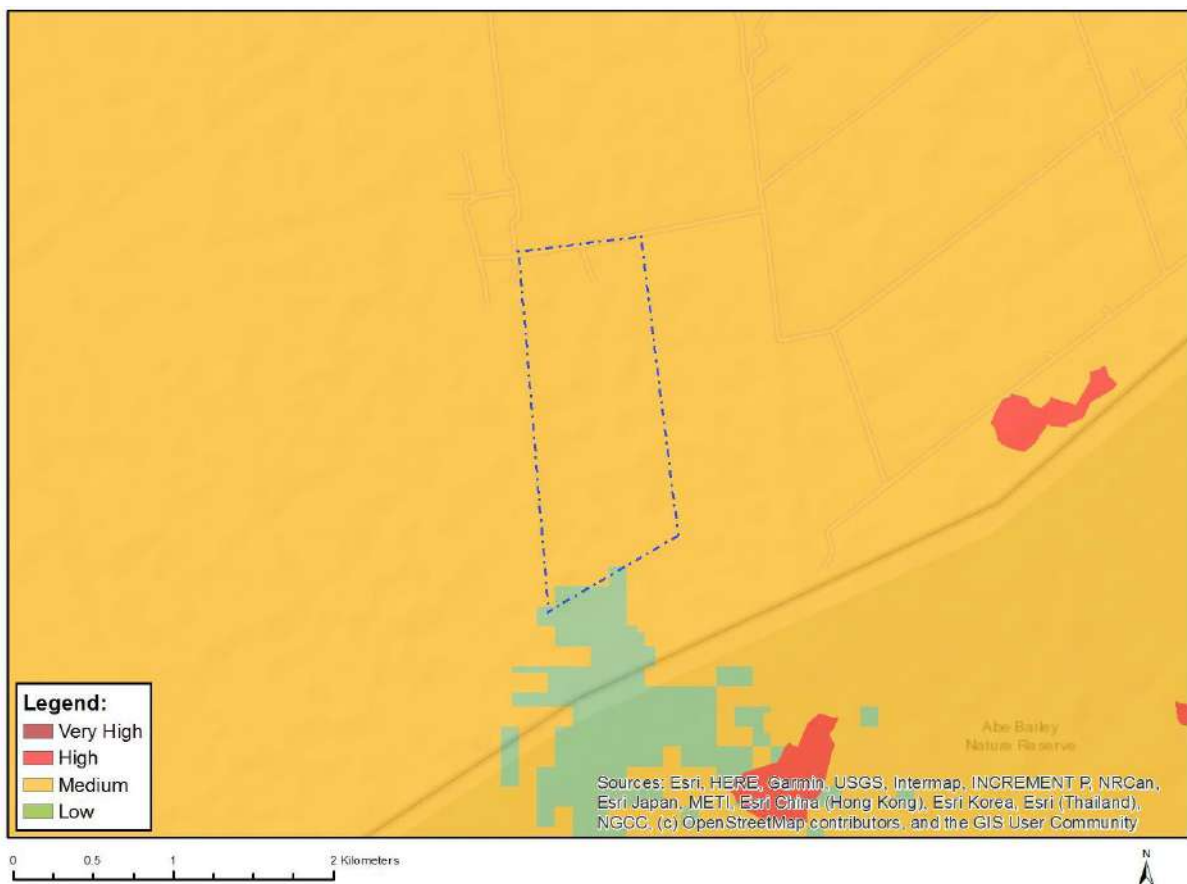 Abe Bailey
Nature Reserve
Legend:
Very High
High
Medium
Low
Sources: Esri, HERE, Garmin, USGS, Intermap, INCREMENT P, NRCan,
Esri Japan, METI, Esri China (Hong Kong), Esri Korea, Esri (Thailand),
NGCC, (c) OpenStreetMap contributors, and the GIS User Community
0 0.5 1 2 Kilometers
N